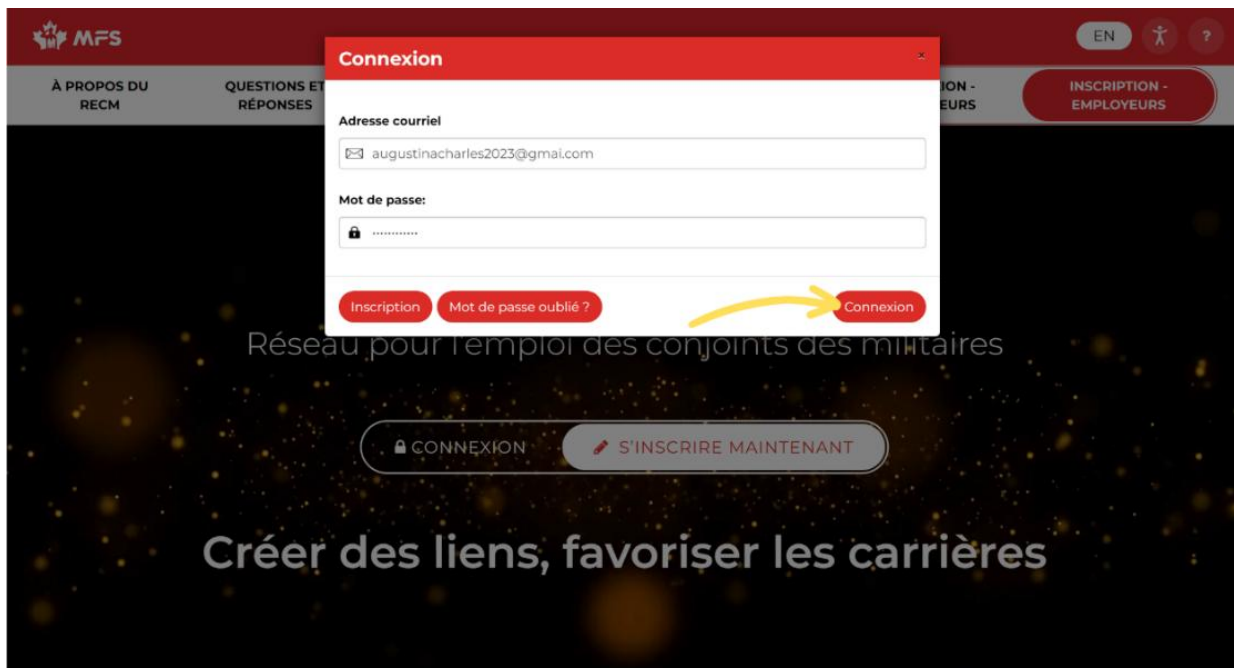 MFS
EN
?
À PROPOS DU
RECM
QUESTIONS ET
RÉPONSES
INSCRIPTION -
EMPLOYEURS
Connexion
×
Adresse courriel
augustinacharles2023@gmai.com
Mot de passe:
............
Inscription
Mot de passe oublié ?
Connexion
Réseau pour l'emploi des conjoints des militaires
CONNEXION
S'INSCRIRE MAINTENANT
Créer des liens, favoriser les carrières